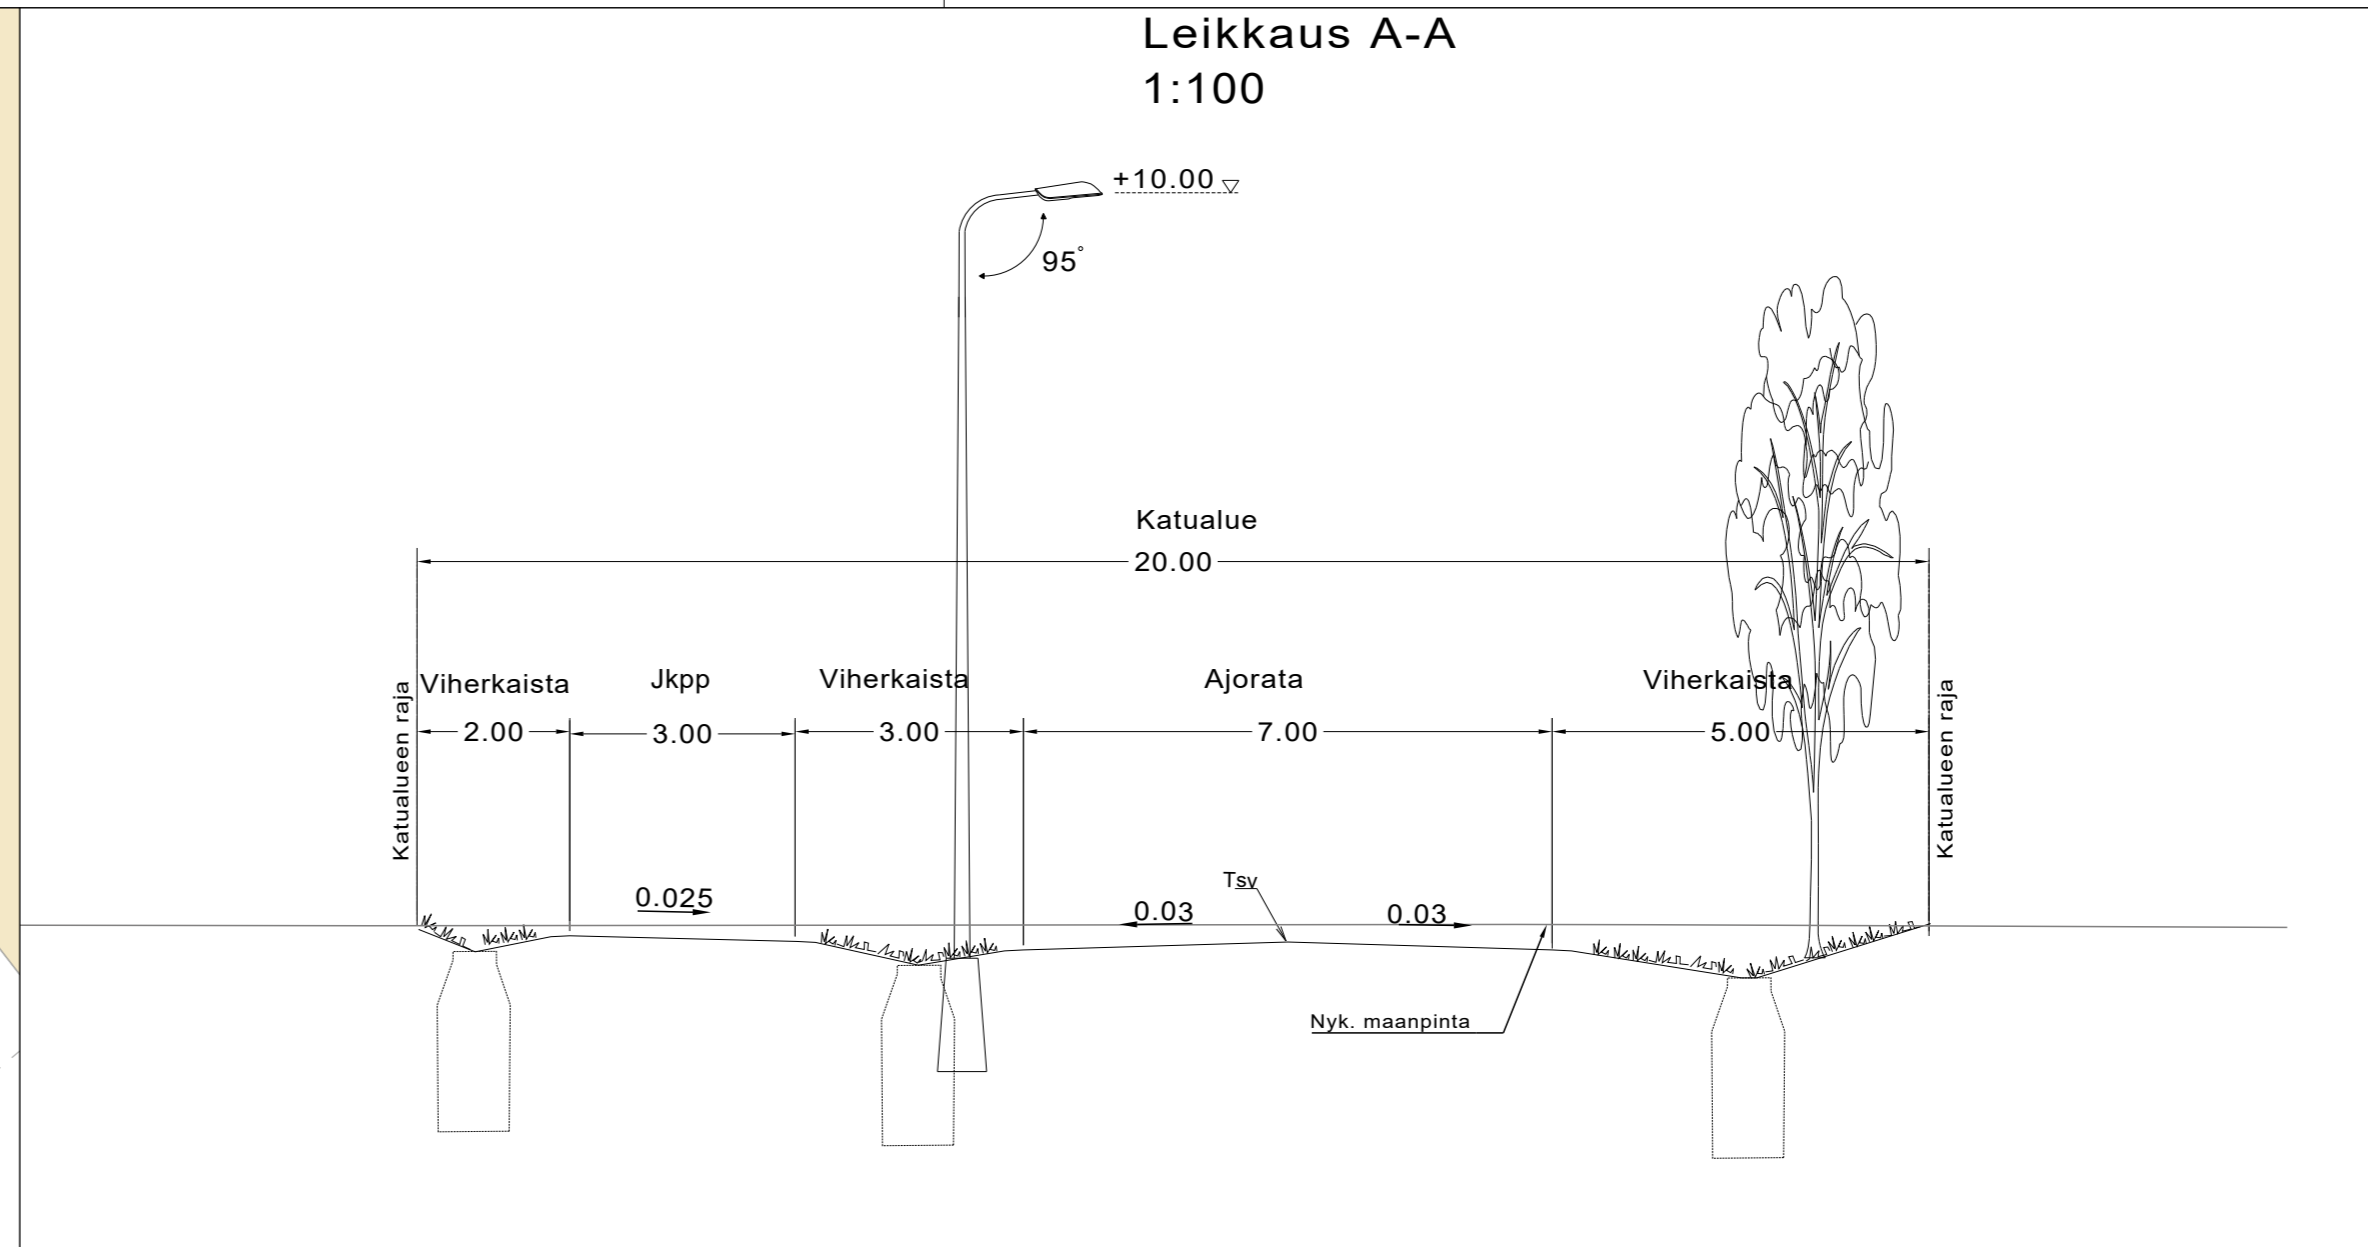 Leikkaus A-A
1:100
+10.00
95°
Katualue
20.00
Viherkaista
Jkpp
Viherkaista
Ajorata
Viherkaista
2.00
3.00
3.00
7.00
5.00
Katualueen raja
Katualueen raja
0.025
Tsv
0.03
0.03
Nyk. maanpinta